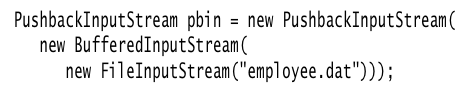 PushbackInputStream pbin = new PushbackInputStream(
new BufferedInputStream(
new FileInputStream("employee.dat")));